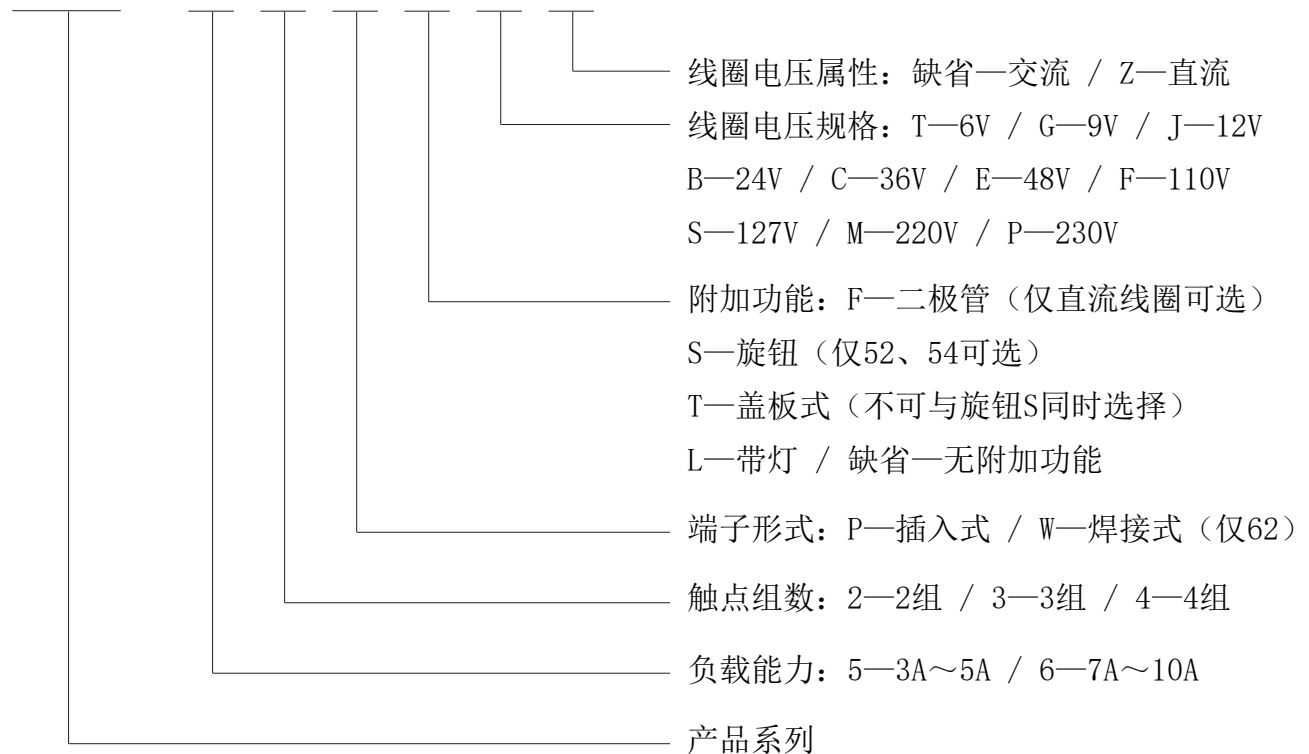 线圈电压属性：缺省—交流 / Z—直流
线圈电压规格：T—6V / G—9V / J—12V
B—24V / C—36V / E—48V / F—110V
S—127V / M—220V / P—230V
附加功能：F—二极管（仅直流线圈可选）
S—旋钮（仅52、54可选）
T—盖板式（不可与旋钮S同时选择）
L—带灯 / 缺省—无附加功能
端子形式：P—插入式 / W—焊接式（仅62）
触点组数：2—2组 / 3—3组 / 4—4组
负载能力：5—3A～5A / 6—7A～10A
产品系列